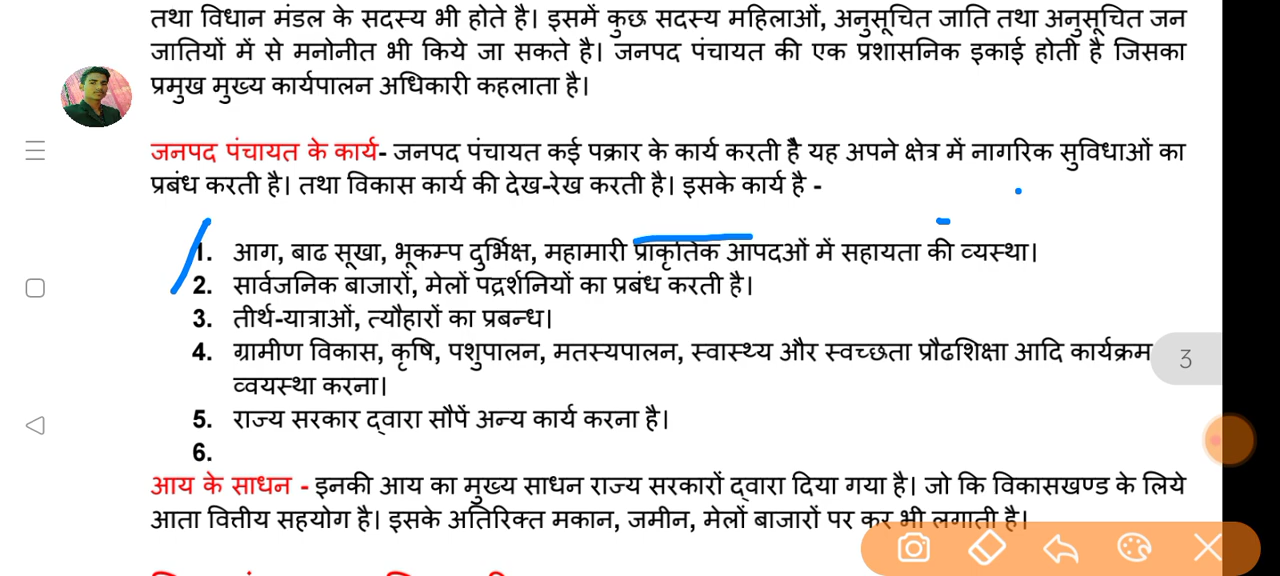 तथा विधान मंडल के सदस्य भी होते है। इसमें कुछ सदस्य महिलाओं, अनुसूचित जाति तथा अनुसूचित जन
जातियों में से मनोनीत भी किये जा सकते है। जनपद पंचायत की एक प्रशासनिक इकाई होती है जिसका
प्रमुख मुख्य कार्यपालन अधिकारी कहलाता है।
जनपद पंचायत के कार्य- जनपद पंचायत कई पक्रार के कार्य करती है यह अपने क्षेत्र में नागरिक सुविधाओं का
प्रबंध करती है। तथा विकास कार्य की देख-रेख करती है। इसके कार्य है -
1. आग, बाढ सूखा, भूकम्प दुर्भिक्ष, महामारी प्राकृतिक आपदओं में सहायता की व्यस्था।
2. सार्वजनिक बाजारों, मेलों पद्रर्शनियों का प्रबंध करती है।
3. तीर्थ-यात्राओं, त्यौहारों का प्रबन्ध।
4. ग्रामीण विकास, कृषि, पशुपालन, मतस्यपालन, स्वास्थ्य और स्वच्छता प्रौढशिक्षा आदि कार्यक्रम
व्वयस्था करना।
3
5. राज्य सरकार द्वारा सौपें अन्य कार्य करना है।
6.
आय के साधन - इनकी आय का मुख्य साधन राज्य सरकारों द्वारा दिया गया है। जो कि विकासखण्ड के लिये
आता वित्तीय सहयोग है। इसके अतिरिक्त मकान, जमीन, मेलों बाजारों पर कर भी लगाती है।